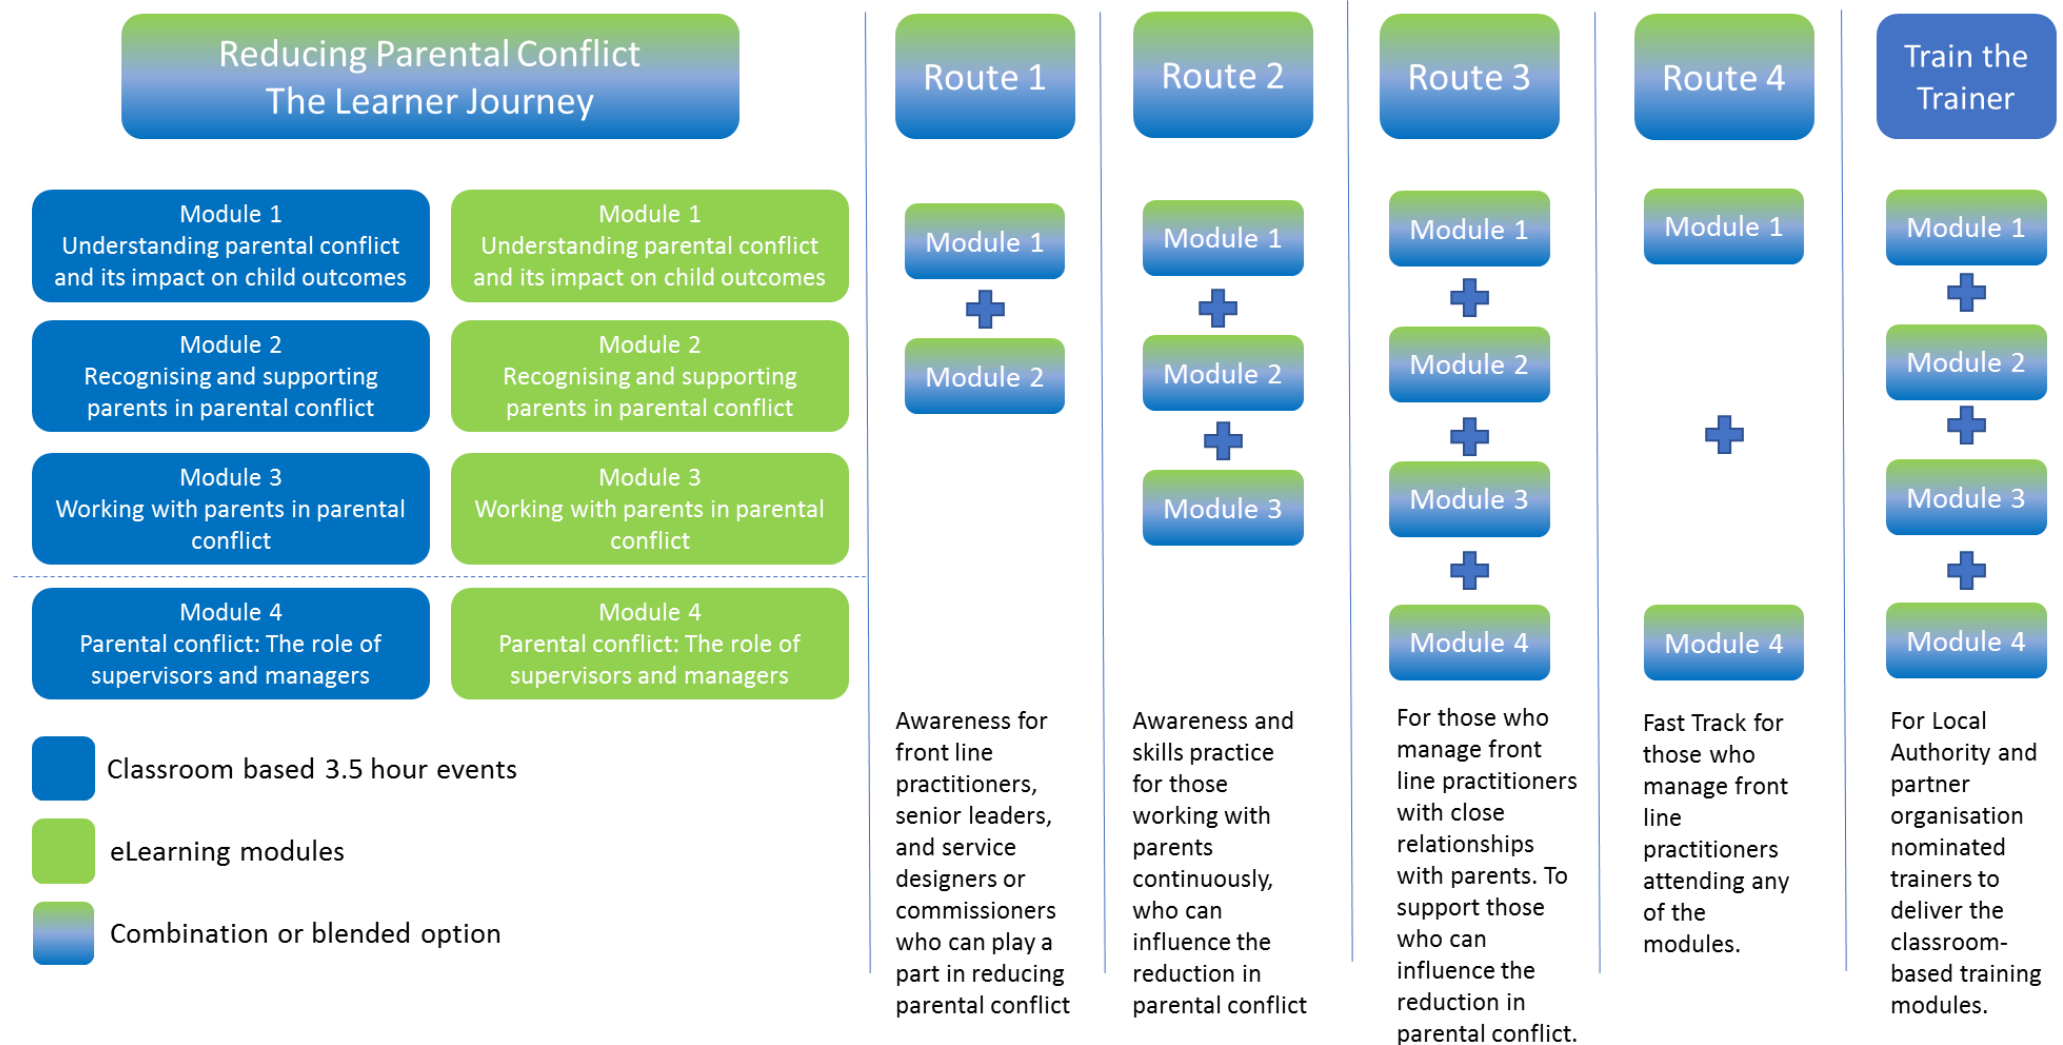 Reducing Parental Conflict
The Learner Journey
Module 1
Understanding parental conflict
and its impact on child outcomes
Module 1
Understanding parental conflict
and its impact on child outcomes
Module 2
Recognising and supporting
parents in parental conflict
Module 2
Recognising and supporting
parents in parental conflict
Module 3
Working with parents in parental
conflict
Module 3
Working with parents in parental
conflict
Module 4
Parental conflict: The role of
supervisors and managers
Module 4
Parental conflict: The role of
supervisors and managers
Classroom based 3.5 hour events
eLearning modules
Combination or blended option
Route 1
Module 1
Module 2
Awareness for
front line
practitioners,
senior leaders,
and service
designers or
commissioners
who can play a
part in reducing
parental conflict
Route 2
Module 1
Module 2
Module 3
Awareness and
skills practice
for those
working with
parents
continuously,
who can
influence the
reduction in
parental conflict
Route 3
Module 1
Module 2
Module 3
Module 4
For those who
manage front
line practitioners
with close
relationships
with parents. To
support those
who can
influence the
reduction in
parental conflict.
Route 4
Module 1
Module 4
Fast Track for
those who
manage front
line
practitioners
attending any
of the
modules.
Train the
Trainer
Module 1
Module 2
Module 3
Module 4
For Local
Authority and
partner
organisation
nominated
trainers to
deliver the
classroom-
based training
modules.